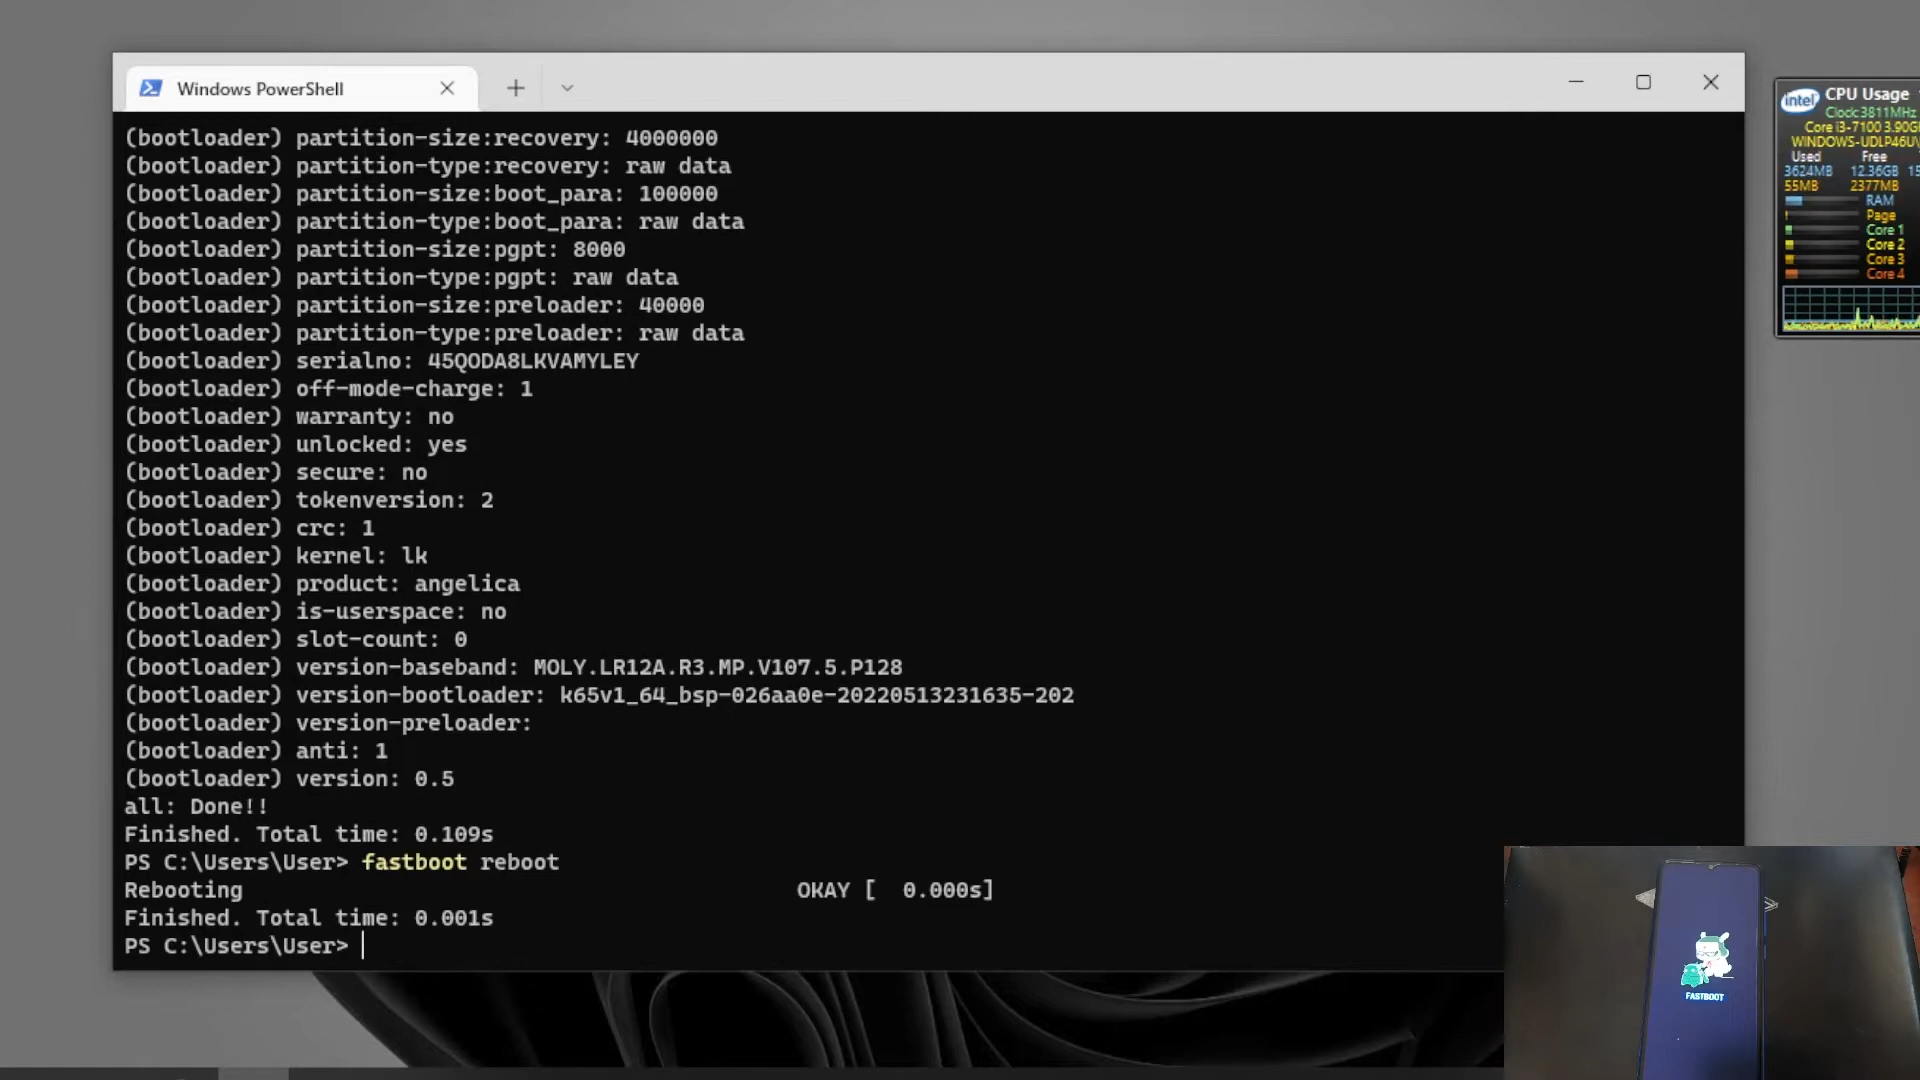 Windows PowerShell
(bootloader) partition-size:recovery: 4000000
(bootloader) partition-type:recovery: raw data
(bootloader) partition-size:boot_para: 100000
(bootloader) partition-type:boot_para: raw data
(bootloader) partition-size:pgpt: 8000
(bootloader) partition-type:pgpt: raw data
(bootloader) partition-size:preloader: 40000
(bootloader) partition-type:preloader: raw data
(bootloader) serialno: 45QODA8LKVAMYLEY
(bootloader) off-mode-charge: 1
(bootloader) warranty: no
(bootloader) unlocked: yes
(bootloader) secure: no
(bootloader) tokenversion: 2
(bootloader) crc: 1
(bootloader) kernel: lk
(bootloader) product: angelica
(bootloader) is-userspace: no
(bootloader) slot-count: 0
(bootloader) version-baseband: MOLY.LR12A.R3.MP.V107.5.P128
(bootloader) version-bootloader: k65v1_64_bsp-026aa0e-20220513231635-202
(bootloader) version-preloader:
(bootloader) anti: 1
(bootloader) version: 0.5
all: Done!!
Finished. Total time: 0.109s
PS C:\Users\User> fastboot reboot
Rebooting OKAY [ 0.000s]
Finished. Total time: 0.001s
PS C:\Users\User>
intel CPU Usage
Clock:3811MHz
Core i3-7100 3.90G
WINDOWS-UDLP46U\
Used Free
3624MB 12.36GB 15
55MB 2377MB
RAM
Page
Core 1
Core 2
Core 3
Core 4
FASTBOOT